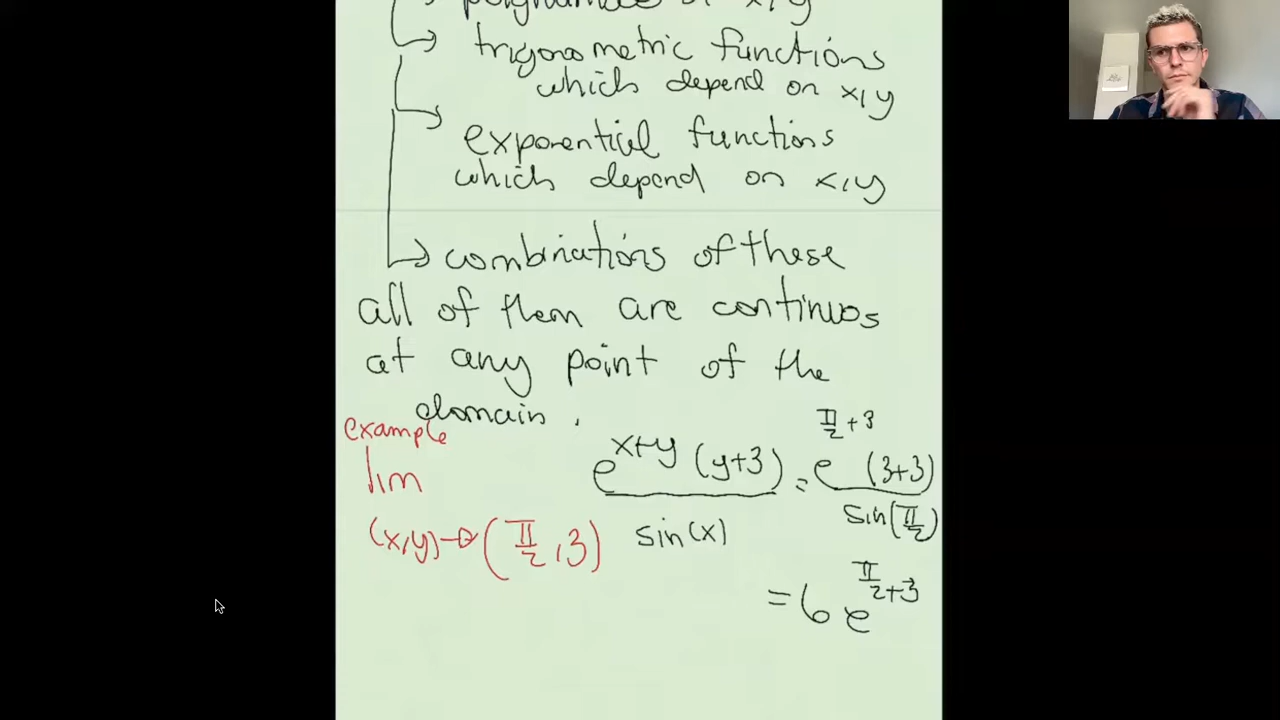 polynomials of x,y
trigonometric functions
which depend on x,y
exponential functions
which depend on x,y
combinations of these
all of them are continuos
at any point of the
domain.
example
lim (x,y)→(π/2,3) e^(x+y) (y+3) / sin(x) = e^(π/2+3) (3+3) / sin(π/2)
= 6 e^(π/2+3)